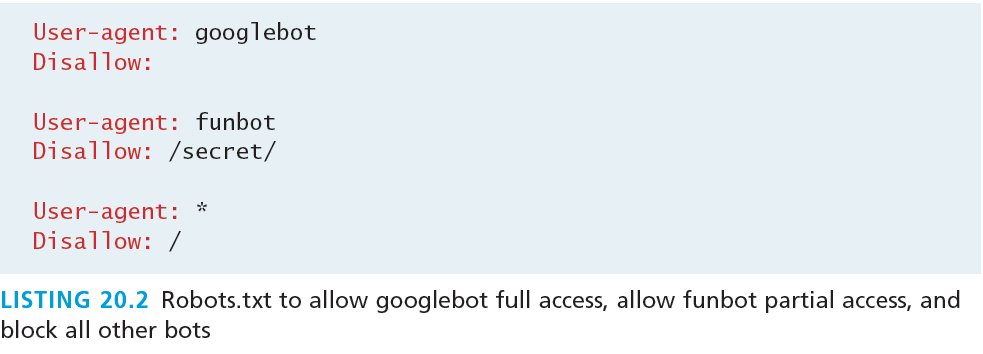 User-agent: googlebot
Disallow:
User-agent: funbot
Disallow: /secret/
User-agent: *
Disallow: /
LISTING 20.2 Robots.txt to allow googlebot full access, allow funbot partial access, and
block all other bots